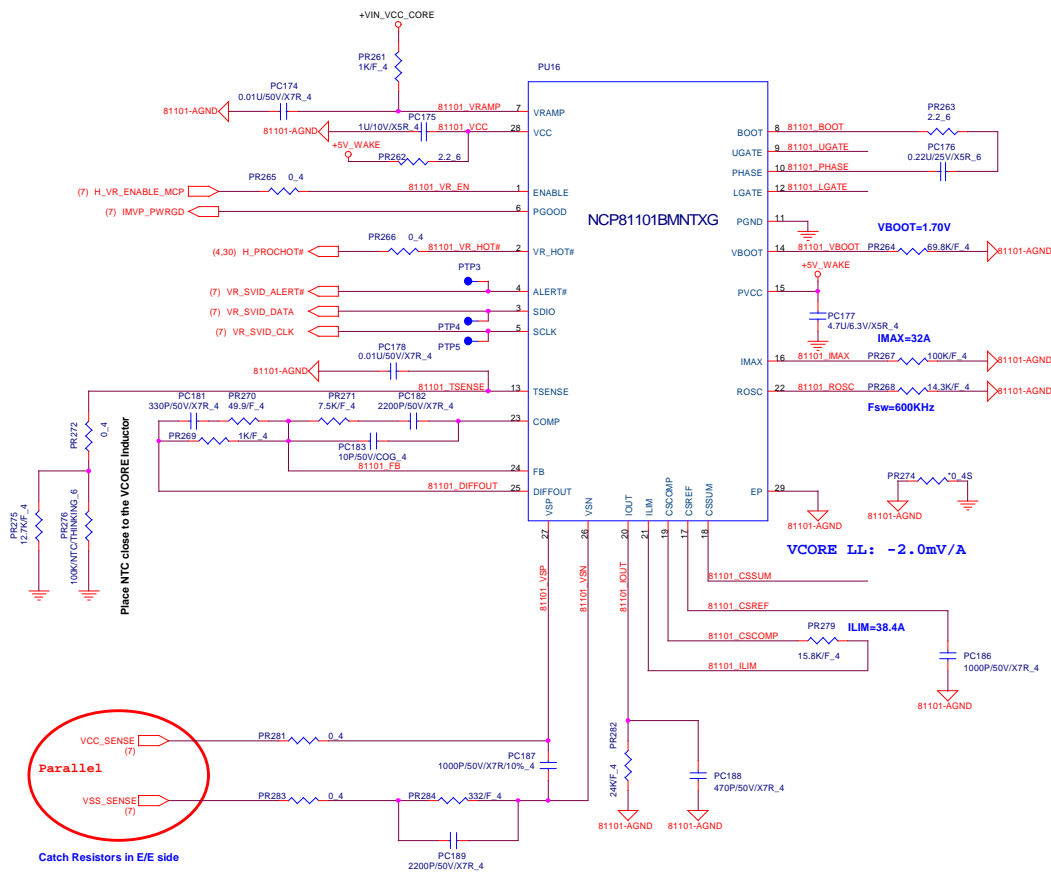 +VIN_VCC_CORE
PR261
1K/F_4
PU16
PC174
0.01U/50V/X7R_4
81101-AGND
81101_VRAMP
7
VRAMP
PC175
1U/10V/X5R_4
81101-AGND
81101_VCC
28
VCC
+5V_WAKE
PR262
2.2_6
PR265
0_4
(7) H_VR_ENABLE_MCP
81101_VR_EN
1
ENABLE
(7) IMVP_PWRGD
6
PGOOD
PR266
0_4
(4,30) H_PROCHOT#
81101_VR_HOT#
2
VR_HOT#
PTP3
(7) VR_SVID_ALERT#
4
ALERT#
(7) VR_SVID_DATA
3
SDIO
PTP4
(7) VR_SVID_CLK
5
SCLK
PTP5
PC178
0.01U/50V/X7R_4
81101-AGND
81101_TSENSE
13
TSENSE
PC181
330P/50V/X7R_4
PR270
49.9/F_4
PR271
7.5K/F_4
PC182
2200P/50V/X7R_4
23
COMP
PR269
1K/F_4
PC183
10P/50V/COG_4
81101_FB
24
FB
81101_DIFFOUT
25
DIFFOUT
PR272
0_4
PR275
12.7K/F_4
PR276
100K/NTC/THINKING_6
Place NTC close to the VCORE Inductor
NCP81101BMNTXG
BOOT
8
81101_BOOT
PR263
2.2_6
UGATE
9
81101_UGATE
PC176
0.22U/25V/X5R_6
PHASE
10
81101_PHASE
LGATE
12
81101_LGATE
PGND
11
VBOOT=1.70V
VBOOT
14
81101_VBOOT
PR264
69.8K/F_4
81101-AGND
+5V_WAKE
PVCC
15
PC177
4.7U/6.3V/X5R_4
IMAX=32A
IMAX
16
81101_IMAX
PR267
100K/F_4
81101-AGND
ROSC
22
81101_ROSC
PR268
14.3K/F_4
81101-AGND
Fsw=600KHz
PR274
*0_4S
EP
29
81101-AGND
VCORE LL: -2.0mV/A
VSP
VSN
IOUT
ILIM
CSCOMP
CSREF
CSSUM
27
26
20
21
19
17
18
81101_VSP
81101_VSN
81101_IOUT
81101_CSSUM
81101_CSREF
ILIM=38.4A
81101_CSCOMP
PR279
15.8K/F_4
81101_ILIM
PC186
1000P/50V/X7R_4
81101-AGND
VCC_SENSE
(7)
PR281
0_4
Parallel
PC187
1000P/50V/X7R/10%_4
VSS_SENSE
(7)
PR283
0_4
PR284
332/F_4
PC189
2200P/50V/X7R_4
PR282
24K/F_4
81101-AGND
PC188
470P/50V/X7R_4
81101-AGND
Catch Resistors in E/E side